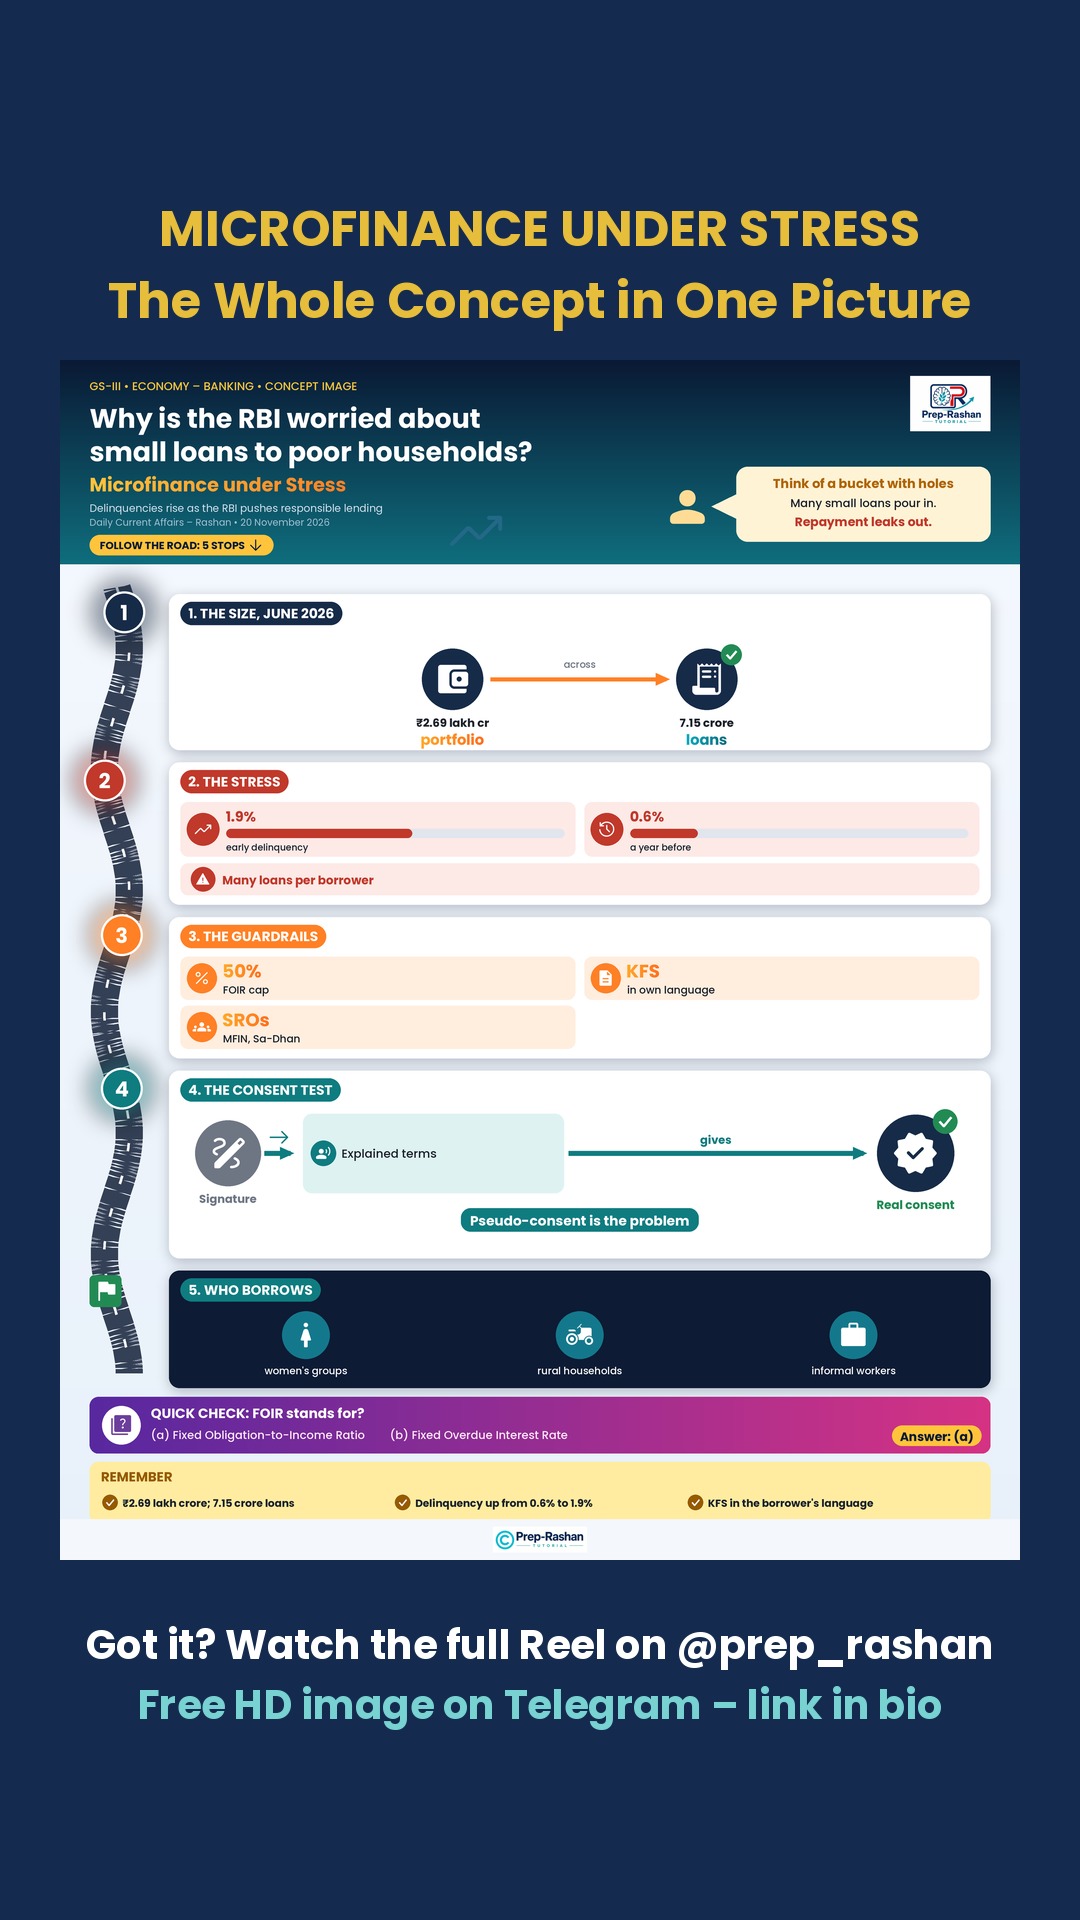 MICROFINANCE UNDER STRESS
The Whole Concept in One Picture
GS-III • ECONOMY – BANKING • CONCEPT IMAGE
Why is the RBI worried about
small loans to poor households?
Microfinance under Stress
Delinquencies rise as the RBI pushes responsible lending
Daily Current Affairs – Rashan • 20 November 2026
FOLLOW THE ROAD: 5 STOPS
Prep-Rashan
TUTORIAL
Think of a bucket with holes
Many small loans pour in.
Repayment leaks out.
1
1. THE SIZE, JUNE 2026
across
₹2.69 lakh cr
portfolio
7.15 crore
loans
2
2. THE STRESS
1.9%
early delinquency
0.6%
a year before
Many loans per borrower
3
3. THE GUARDRAILS
50%
FOIR cap
KFS
in own language
SROs
MFIN, Sa-Dhan
4
4. THE CONSENT TEST
Signature
Explained terms
gives
Real consent
Pseudo-consent is the problem
5. WHO BORROWS
women's groups
rural households
informal workers
QUICK CHECK: FOIR stands for?
(a) Fixed Obligation-to-Income Ratio (b) Fixed Overdue Interest Rate
Answer: (a)
REMEMBER
₹2.69 lakh crore; 7.15 crore loans
Delinquency up from 0.6% to 1.9%
KFS in the borrower's language
© Prep-Rashan
TUTORIAL
Got it? Watch the full Reel on @prep_rashan
Free HD image on Telegram – link in bio